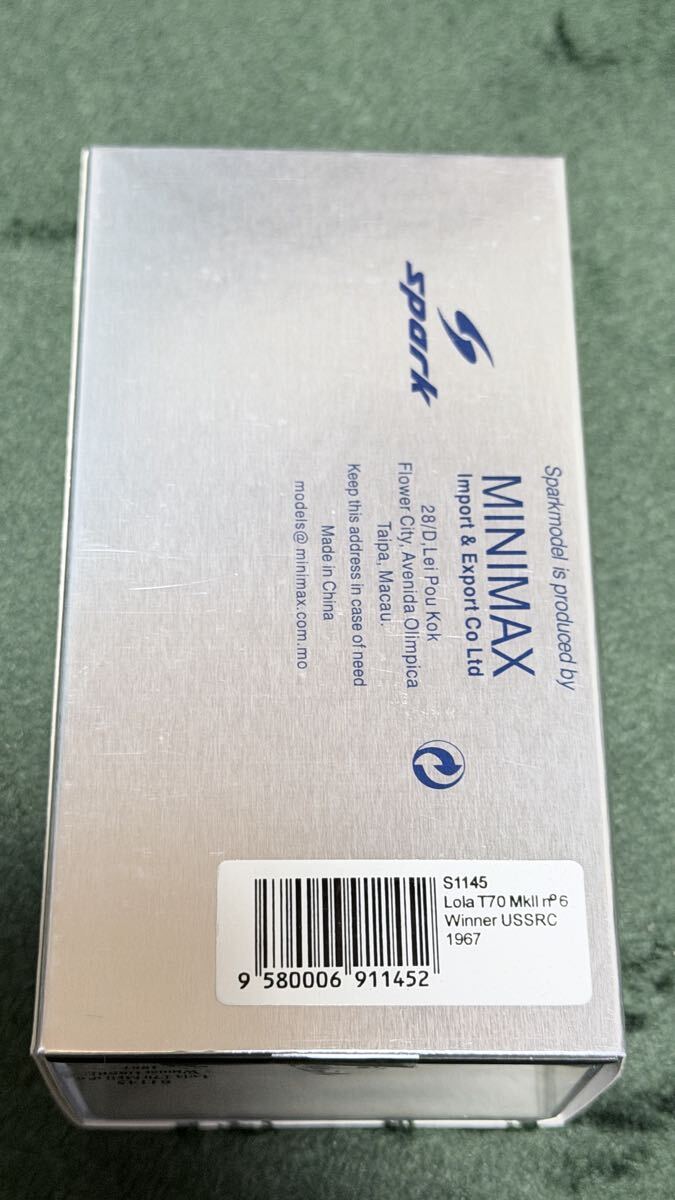 spark
Sparkmodel is produced by
MINIMAX
Import & Export Co Ltd
28/D,Lei Pou Kok
Flower City, Avenida Olimpica
Taipa, Macau.
Keep this address in case of need
Made in China
models@minimax.com.mo
S1145
Lola T70 MkII nº 6
Winner USSRC
1967
9 580006 911452